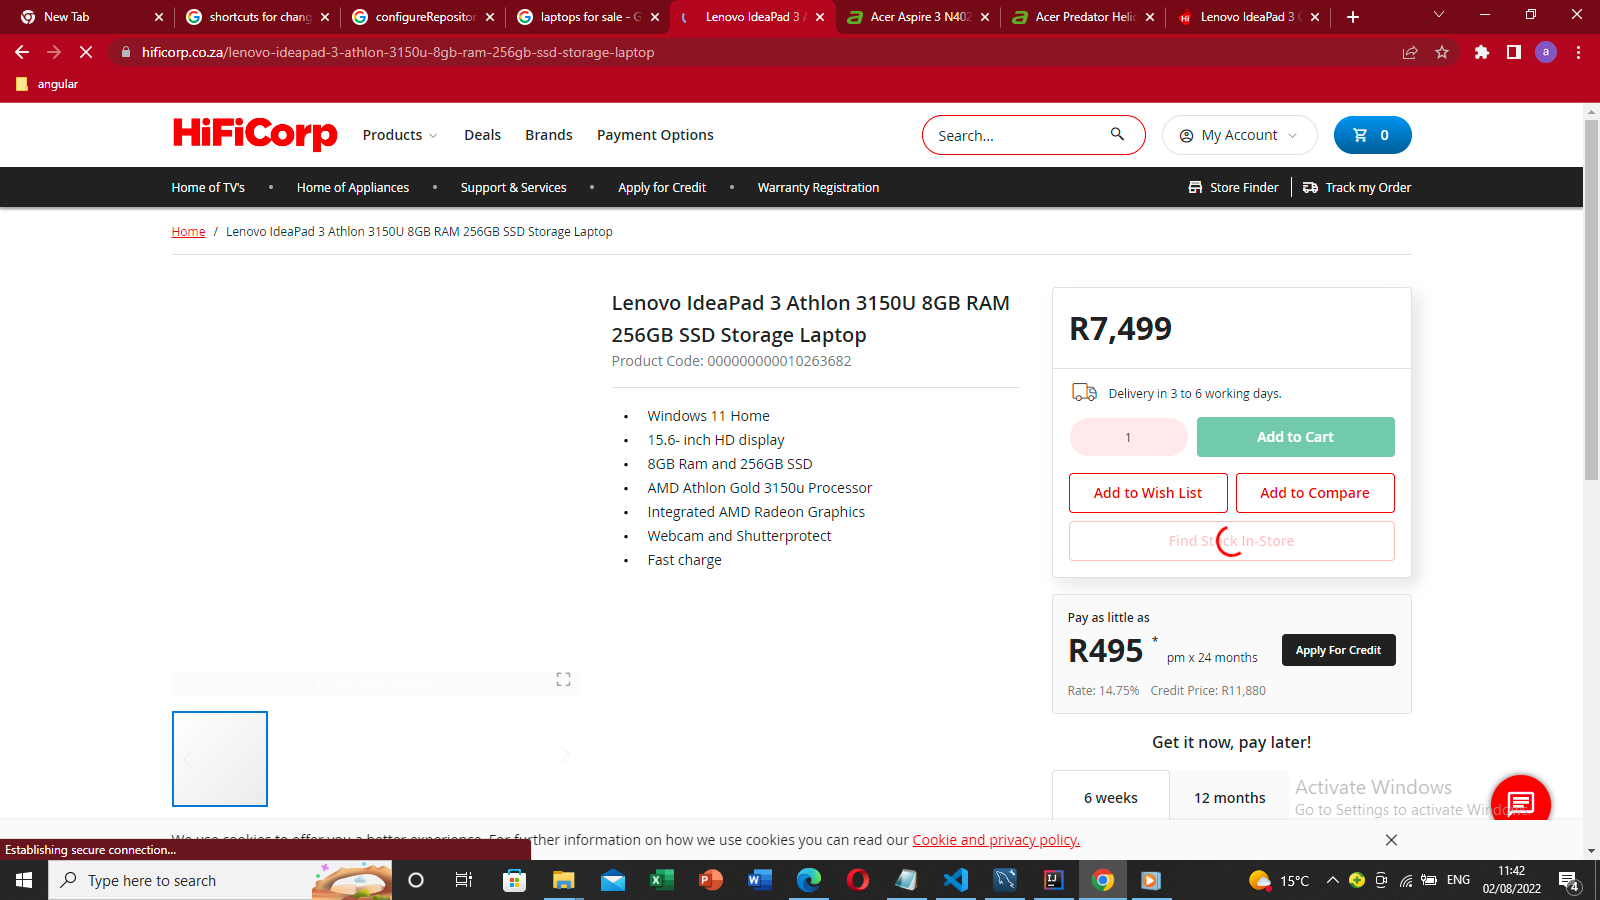 New Tab
shortcuts for chang
configureRepositor
laptops for sale - G
Lenovo IdeaPad 3 A
Acer Aspire 3 N402
Acer Predator Helio
Lenovo IdeaPad 3 C
hificorp.co.za/lenovo-ideapad-3-athlon-3150u-8gb-ram-256gb-ssd-storage-laptop
a
angular
HiFiCorp
Products
Deals
Brands
Payment Options
Search...
My Account
0
Home of TV's • Home of Appliances • Support & Services • Apply for Credit • Warranty Registration
Store Finder
Track my Order
Home / Lenovo IdeaPad 3 Athlon 3150U 8GB RAM 256GB SSD Storage Laptop
Lenovo IdeaPad 3 Athlon 3150U 8GB RAM
256GB SSD Storage Laptop
Product Code: 000000000010263682
• Windows 11 Home
• 15.6- inch HD display
• 8GB Ram and 256GB SSD
• AMD Athlon Gold 3150u Processor
• Integrated AMD Radeon Graphics
• Webcam and Shutterprotect
• Fast charge
R7,499
Delivery in 3 to 6 working days.
1
Add to Cart
Add to Wish List
Add to Compare
Find Stock In-Store
Pay as little as
R495 * pm x 24 months
Apply For Credit
Rate: 14.75% Credit Price: R11,880
Get it now, pay later!
6 weeks
12 months
Activate Windows
Go to Settings to activate Windows.
We use cookies to offer you a better experience. For further information on how we use cookies you can read our Cookie and privacy policy.
Establishing secure connection...
Type here to search
15°C
ENG
11:42
02/08/2022
4